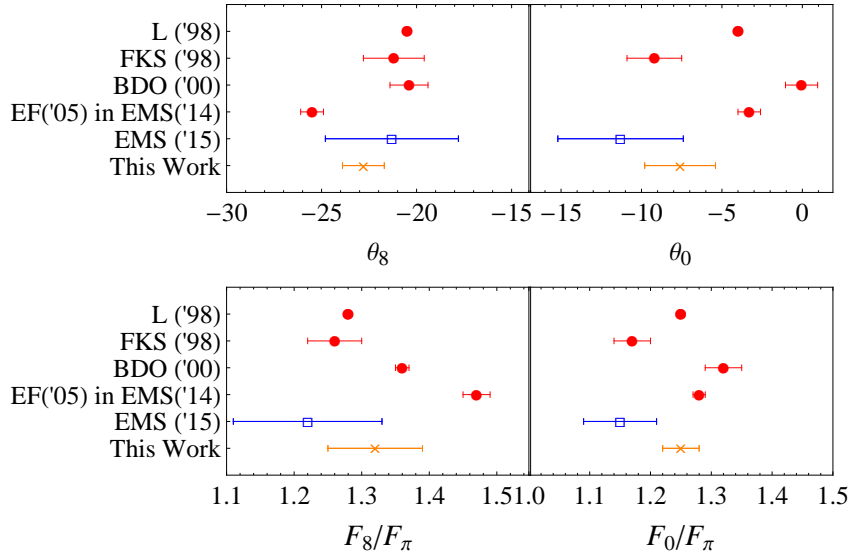 L ('98)
FKS ('98)
BDO ('00)
EF('05) in EMS('14)
EMS ('15)
This Work
−30 −25 −20 −15 −15 −10 −5 0
θ8 θ0
L ('98)
FKS ('98)
BDO ('00)
EF('05) in EMS('14)
EMS ('15)
This Work
1.1 1.2 1.3 1.4 1.5 1.0 1.1 1.2 1.3 1.4 1.5
F8/Fπ F0/Fπ